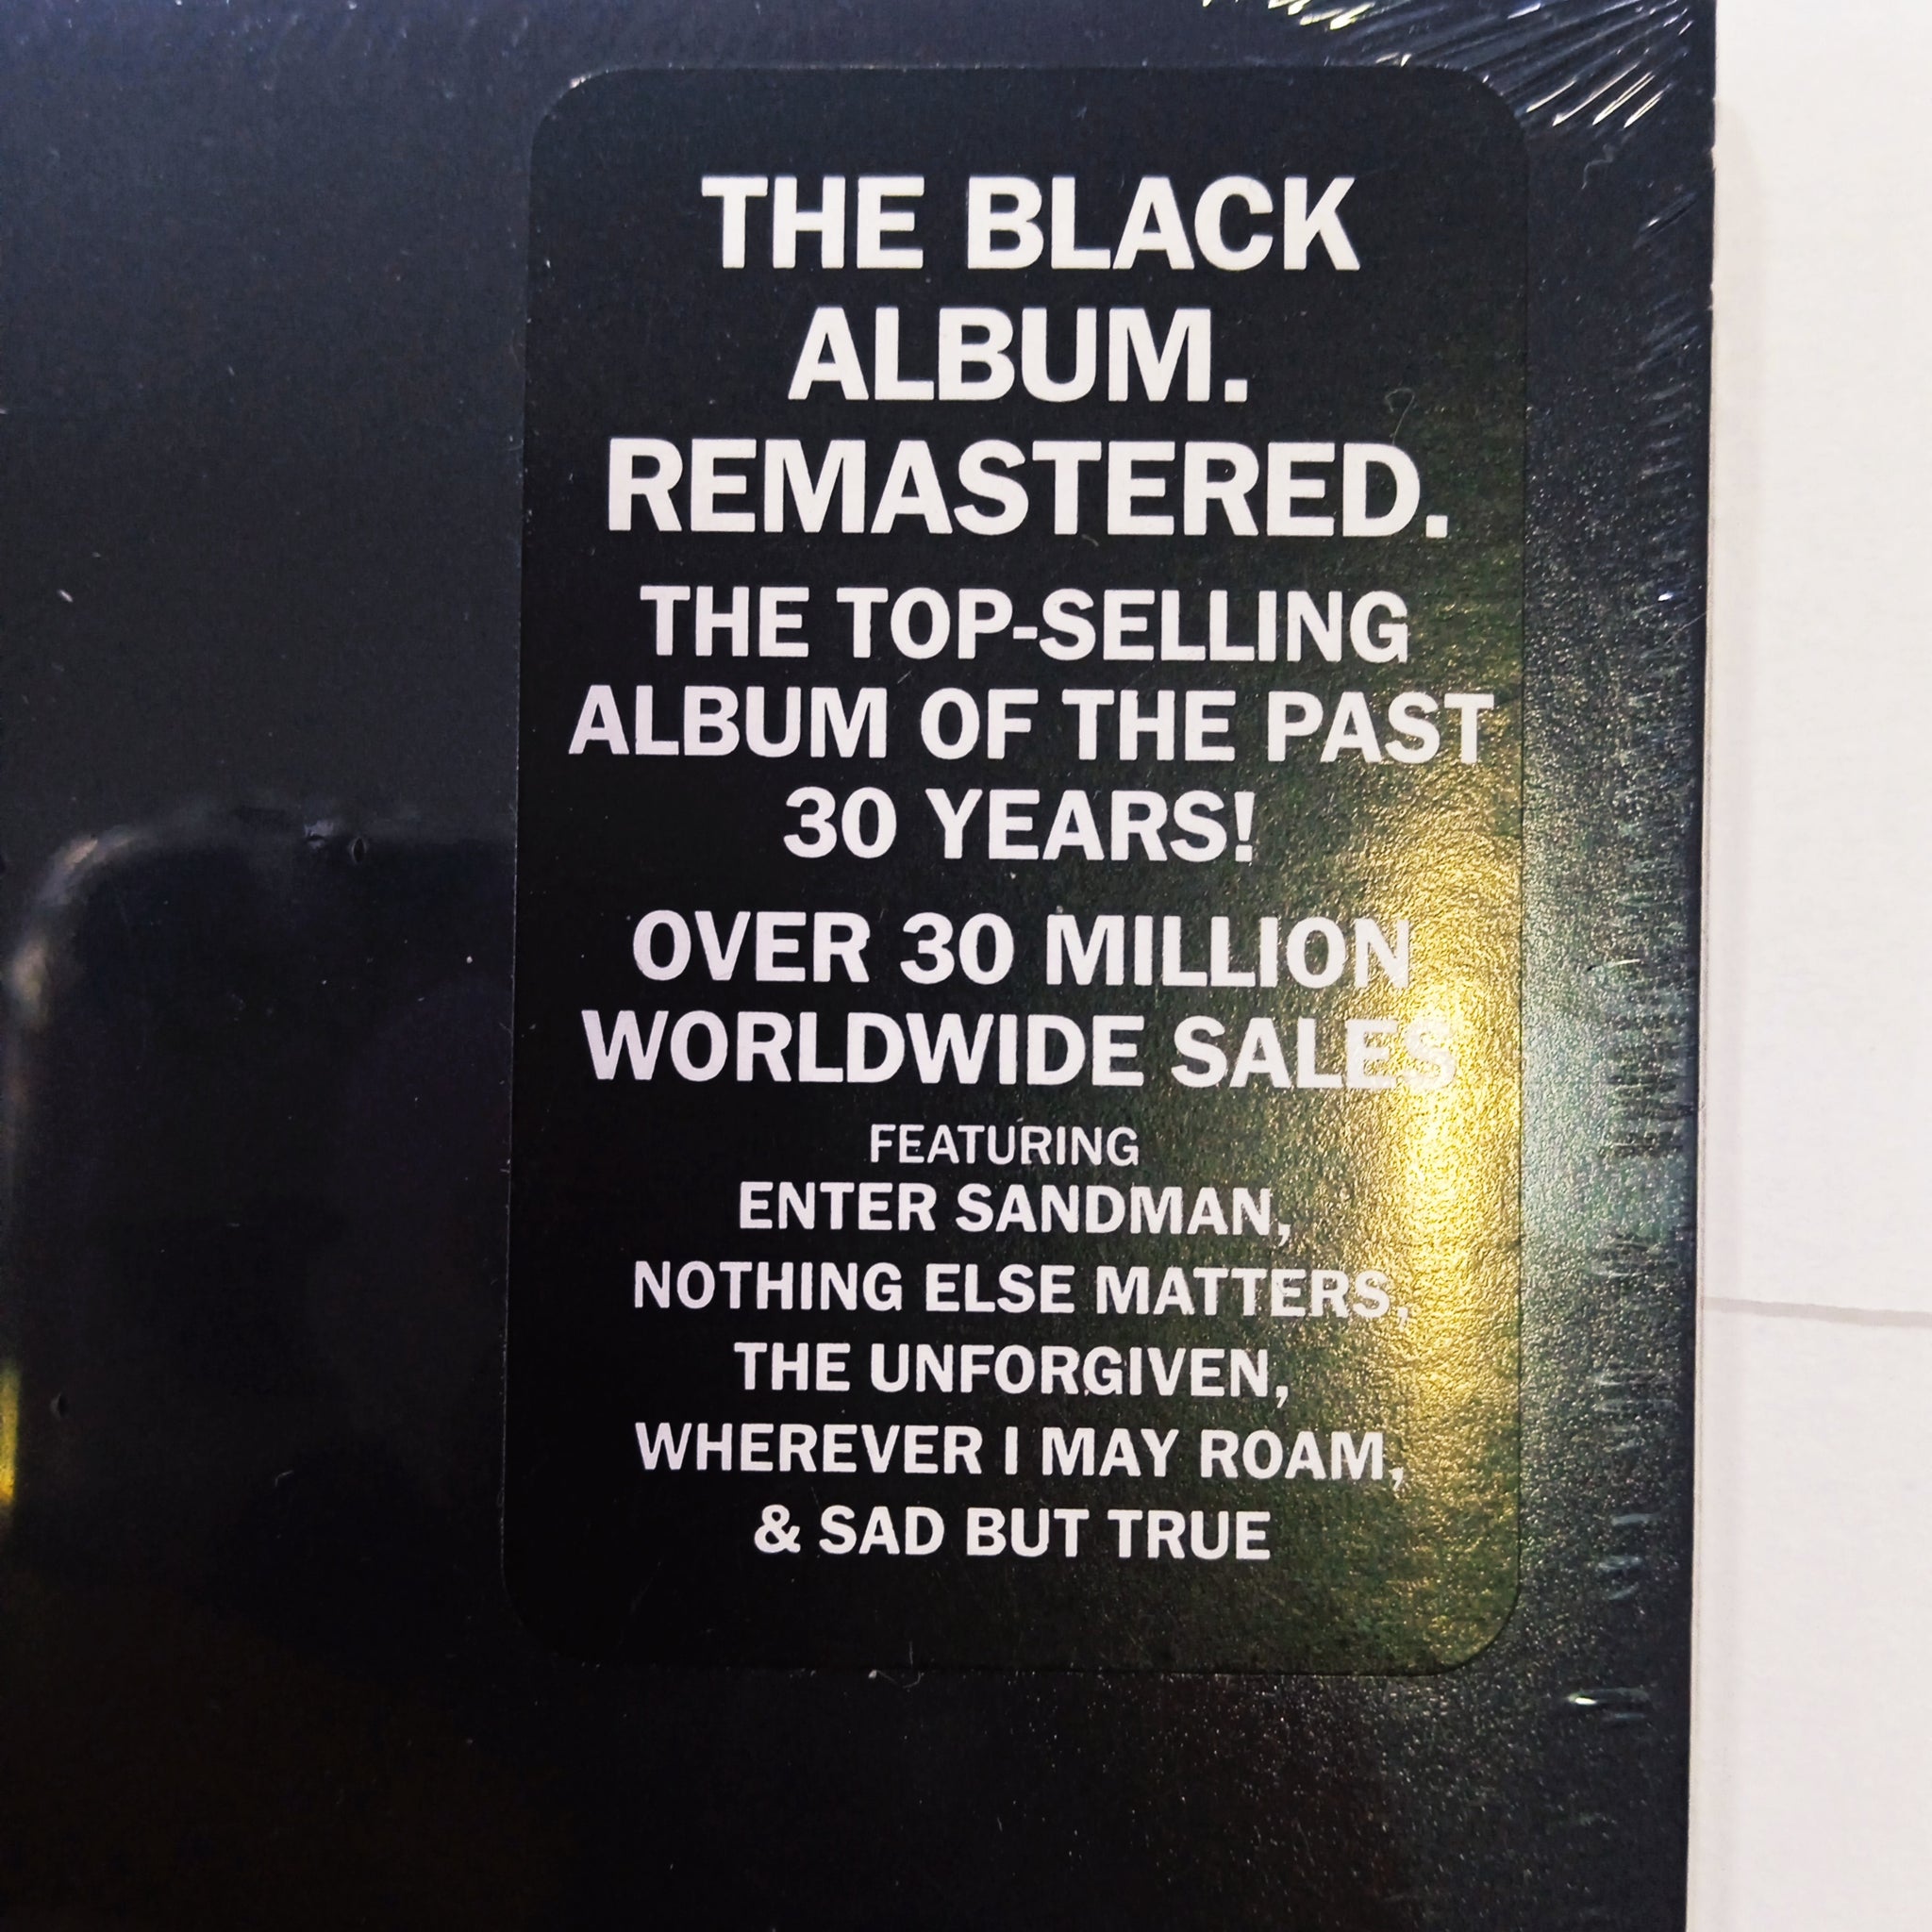 THE BLACK
ALBUM.
REMASTERED.
THE TOP-SELLING
ALBUM OF THE PAST
30 YEARS!
OVER 30 MILLION
WORLDWIDE SALES
FEATURING
ENTER SANDMAN,
NOTHING ELSE MATTERS,
THE UNFORGIVEN,
WHEREVER I MAY ROAM,
& SAD BUT TRUE